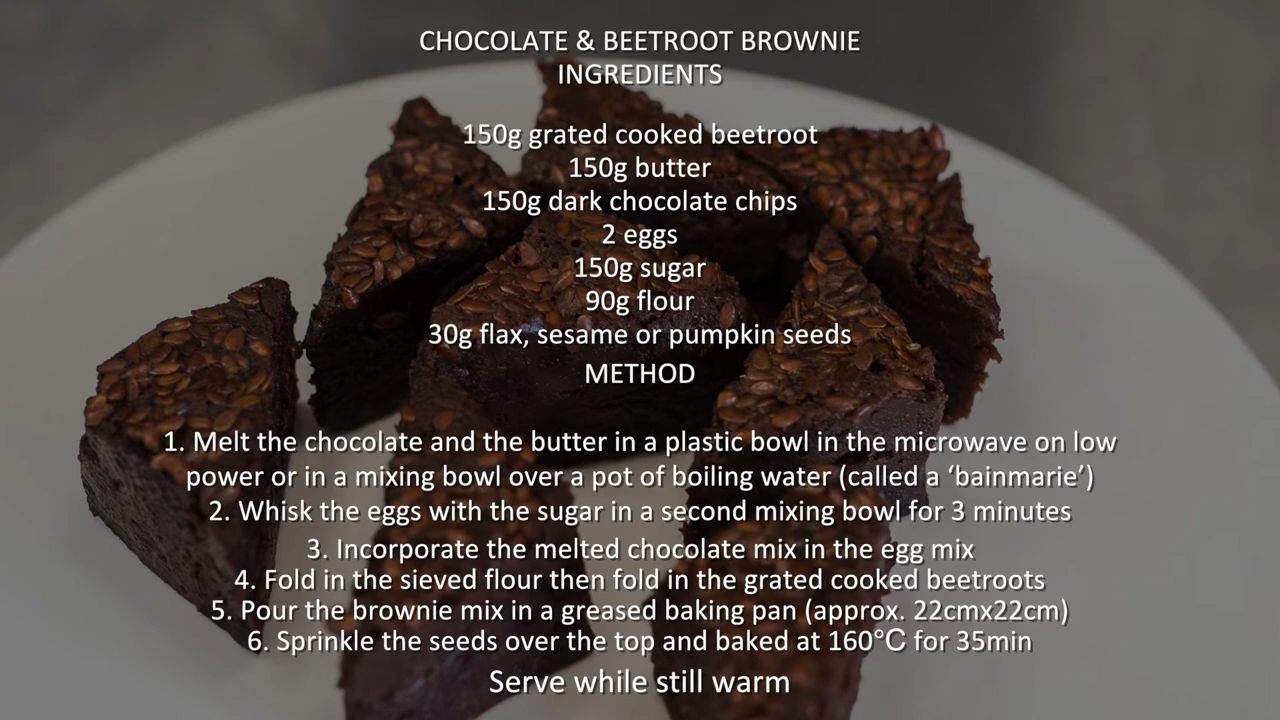 CHOCOLATE & BEETROOT BROWNIE
INGREDIENTS
150g grated cooked beetroot
150g butter
150g dark chocolate chips
2 eggs
150g sugar
90g flour
30g flax, sesame or pumpkin seeds
METHOD
1. Melt the chocolate and the butter in a plastic bowl in the microwave on low
power or in a mixing bowl over a pot of boiling water (called a ‘bainmarie’)
2. Whisk the eggs with the sugar in a second mixing bowl for 3 minutes
3. Incorporate the melted chocolate mix in the egg mix
4. Fold in the sieved flour then fold in the grated cooked beetroots
5. Pour the brownie mix in a greased baking pan (approx. 22cmx22cm)
6. Sprinkle the seeds over the top and baked at 160℃ for 35min
Serve while still warm